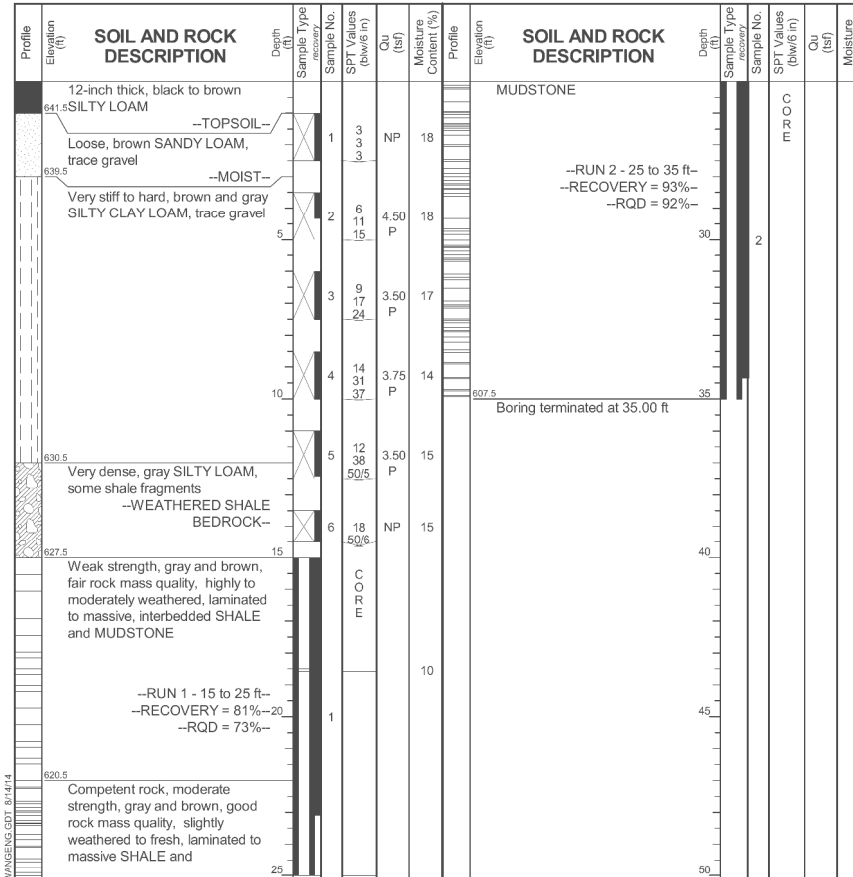 Profile
Elevation
(ft)
SOIL AND ROCK
DESCRIPTION
Depth
(ft)
Sample Type
recovery
Sample No.
SPT Values
(blw/6 in)
Qu
(tsf)
Moisture
Content (%)
12-inch thick, black to brown
641.5 SILTY LOAM
--TOPSOIL--
Loose, brown SANDY LOAM,
trace gravel
1
3
3
3
NP
18
639.5
--MOIST--
Very stiff to hard, brown and gray
SILTY CLAY LOAM, trace gravel
5
2
6
11
15
4.50
P
18
3
9
17
24
3.50
P
17
10
4
14
31
37
3.75
P
14
5
12
38
50/5
3.50
P
15
630.5
Very dense, gray SILTY LOAM,
some shale fragments
--WEATHERED SHALE
BEDROCK--
6
18
50/6
NP
15
627.5
15
Weak strength, gray and brown,
fair rock mass quality, highly to
moderately weathered, laminated
to massive, interbedded SHALE
and MUDSTONE
C
O
R
E
10
--RUN 1 - 15 to 25 ft--
--RECOVERY = 81%--20
--RQD = 73%--
1
620.5
Competent rock, moderate
strength, gray and brown, good
rock mass quality, slightly
weathered to fresh, laminated to
massive SHALE and
25
WANGENG.GDT 8/14/14
Profile
Elevation
(ft)
SOIL AND ROCK
DESCRIPTION
Depth
(ft)
Sample Type
recovery
Sample No.
SPT Values
(blw/6 in)
Qu
(tsf)
Moisture
MUDSTONE
C
O
R
E
--RUN 2 - 25 to 35 ft--
--RECOVERY = 93%--
--RQD = 92%--
30
2
607.5
35
Boring terminated at 35.00 ft
40
45
50